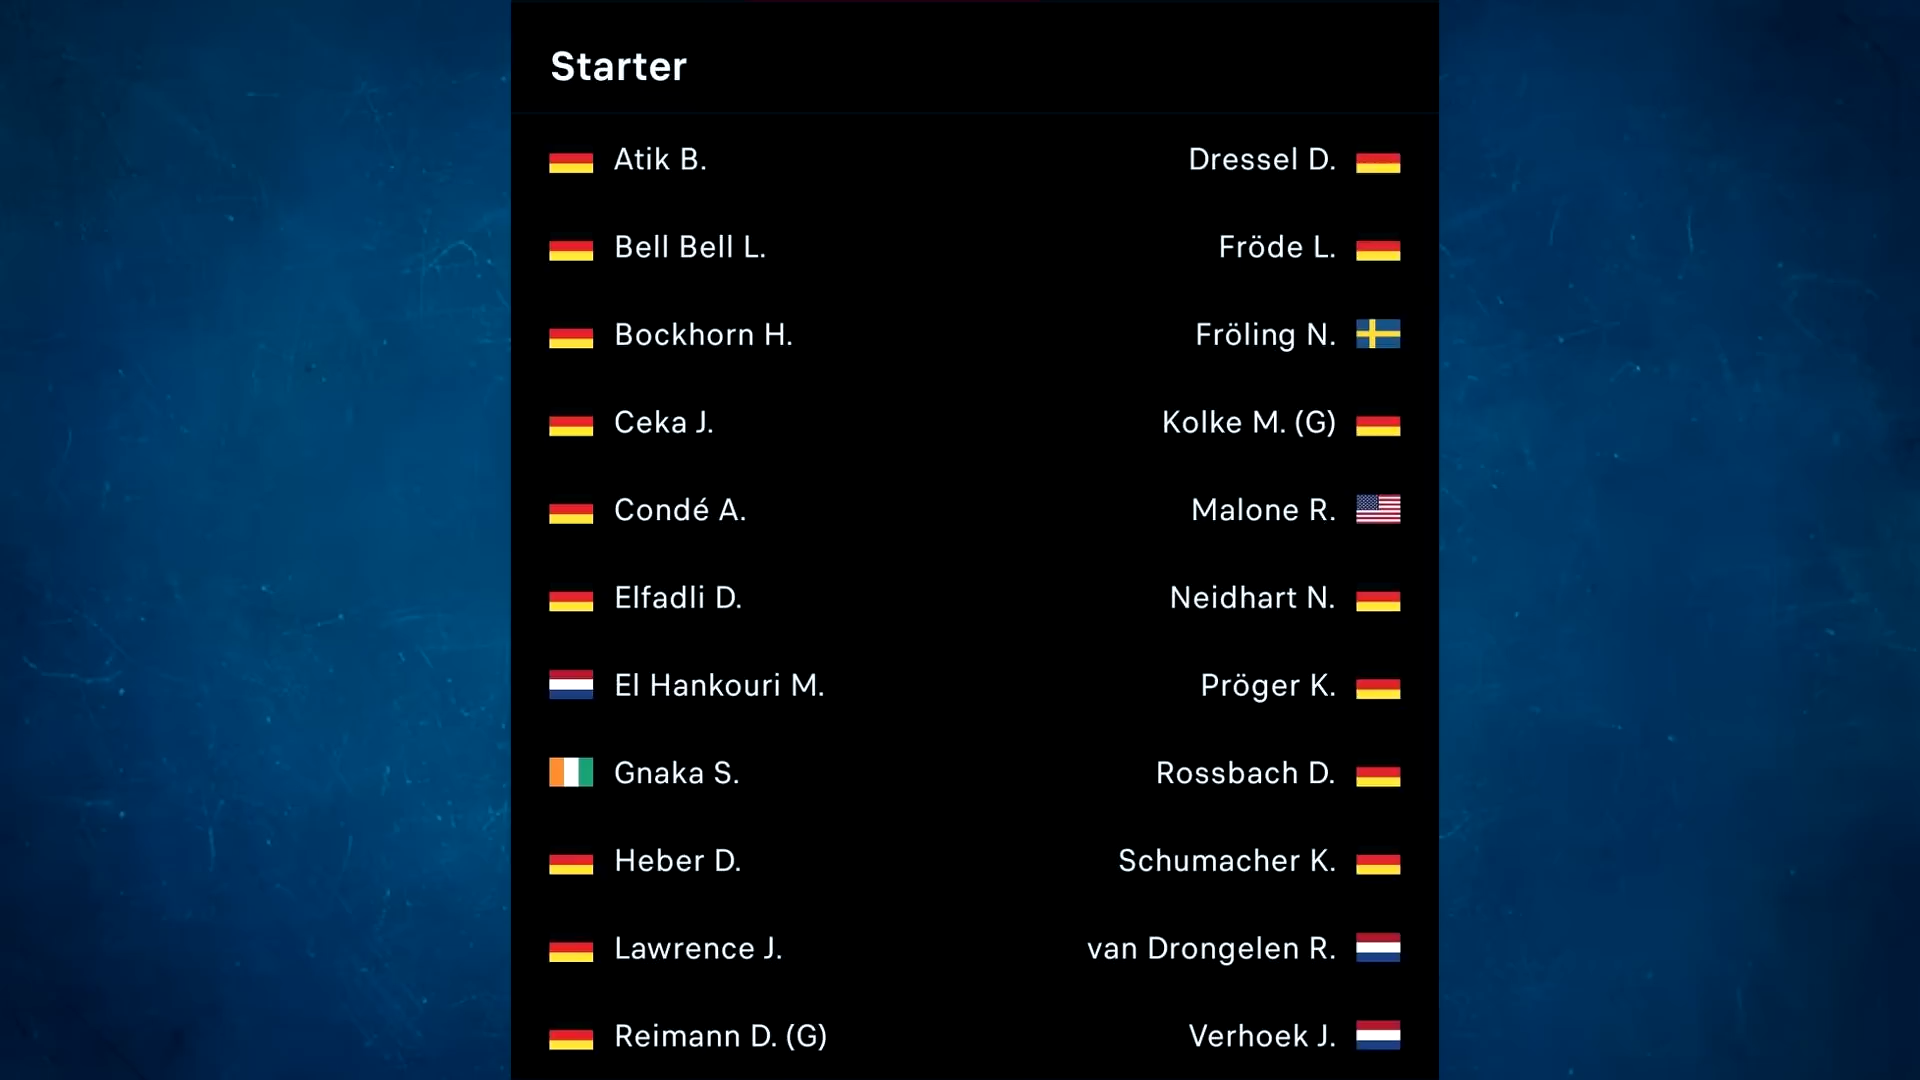 Starter
Atik B. Dressel D.
Bell Bell L. Fröde L.
Bockhorn H. Fröling N.
Ceka J. Kolke M. (G)
Condé A. Malone R.
Elfadli D. Neidhart N.
El Hankouri M. Pröger K.
Gnaka S. Rossbach D.
Heber D. Schumacher K.
Lawrence J. van Drongelen R.
Reimann D. (G) Verhoek J.